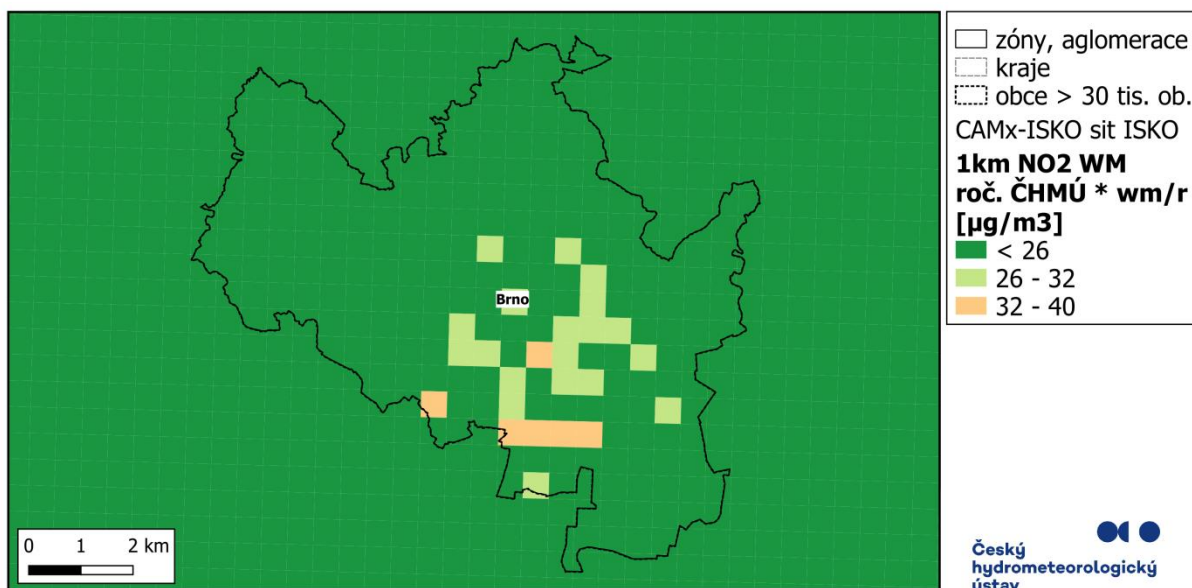 zóny, aglomerace
kraje
obce > 30 tis. ob.
CAMx-ISKO sit ISKO
1km NO2 WM
roč. ČHMÚ * wm/r
[µg/m3]
< 26
26 - 32
32 - 40
Brno
0 1 2 km
Český
hydrometeorologický
ústav